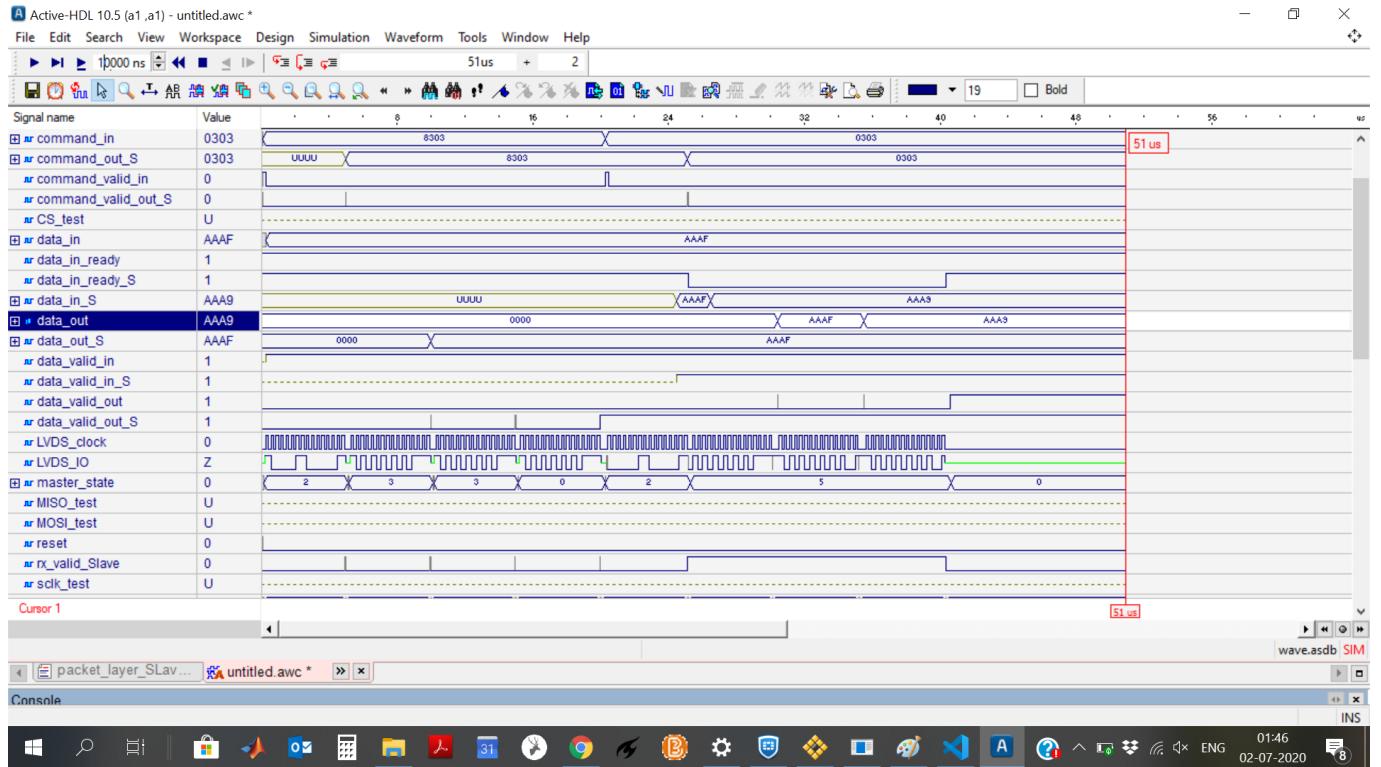 Active-HDL 10.5 (a1 ,a1) - untitled.awc *
File Edit Search View Workspace Design Simulation Waveform Tools Window Help
10000 ns 51us + 2
19 Bold
Signal name Value 8 16 24 32 40 48 56 us
command_in 0303 8303 0303
51 us
command_out_S 0303 UUUU 8303 0303
command_valid_in 0
command_valid_out_S 0
CS_test U
data_in AAAF AAAF
data_in_ready 1
data_in_ready_S 1
data_in_S AAA9 UUUU AAAF AAA9
data_out AAA9 0000 AAAF AAA9
data_out_S AAAF 0000 AAAF
data_valid_in 1
data_valid_in_S 1
data_valid_out 1
data_valid_out_S 1
LVDS_clock 0
LVDS_IO Z
master_state 0 2 3 3 0 2 5 0
MISO_test U
MOSI_test U
reset 0
rx_valid_Slave 0
sclk_test U
Cursor 1 51 us
wave.asdb SIM
packet_layer_SLav... untitled.awc *
Console
INS
31 A ENG 01:46
02-07-2020 8